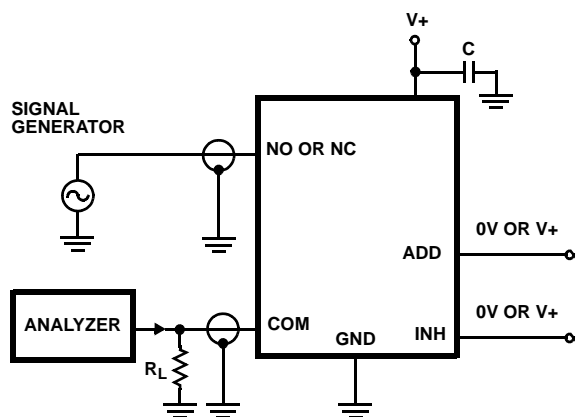 V+
C
SIGNAL
GENERATOR
NO OR NC
0V OR V+
ADD
0V OR V+
ANALYZER
COM
GND
INH
RL